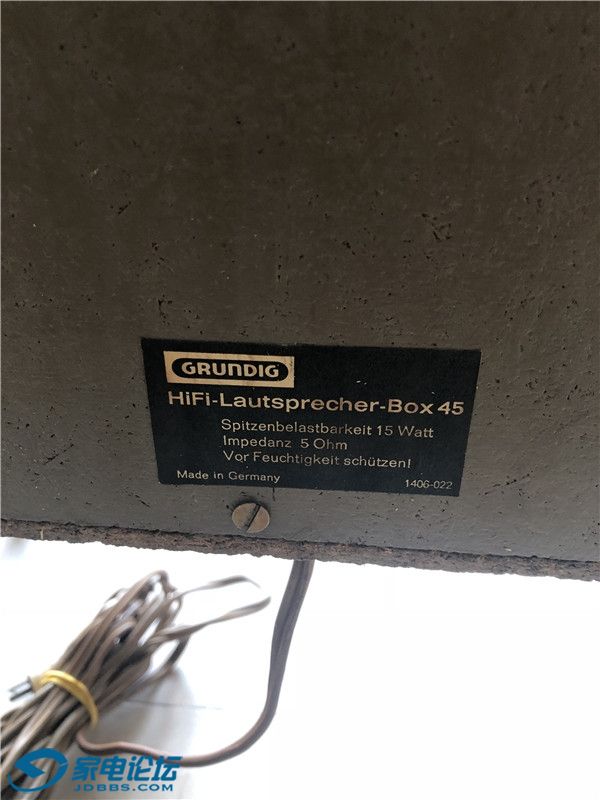 GRUNDIG
HiFi-Lautsprecher-Box 45
Spitzenbelastbarkeit 15 Watt
Impedanz 5 Ohm
Vor Feuchtigkeit schützen!
Made in Germany 1406-022
家电论坛
JDBBS.COM